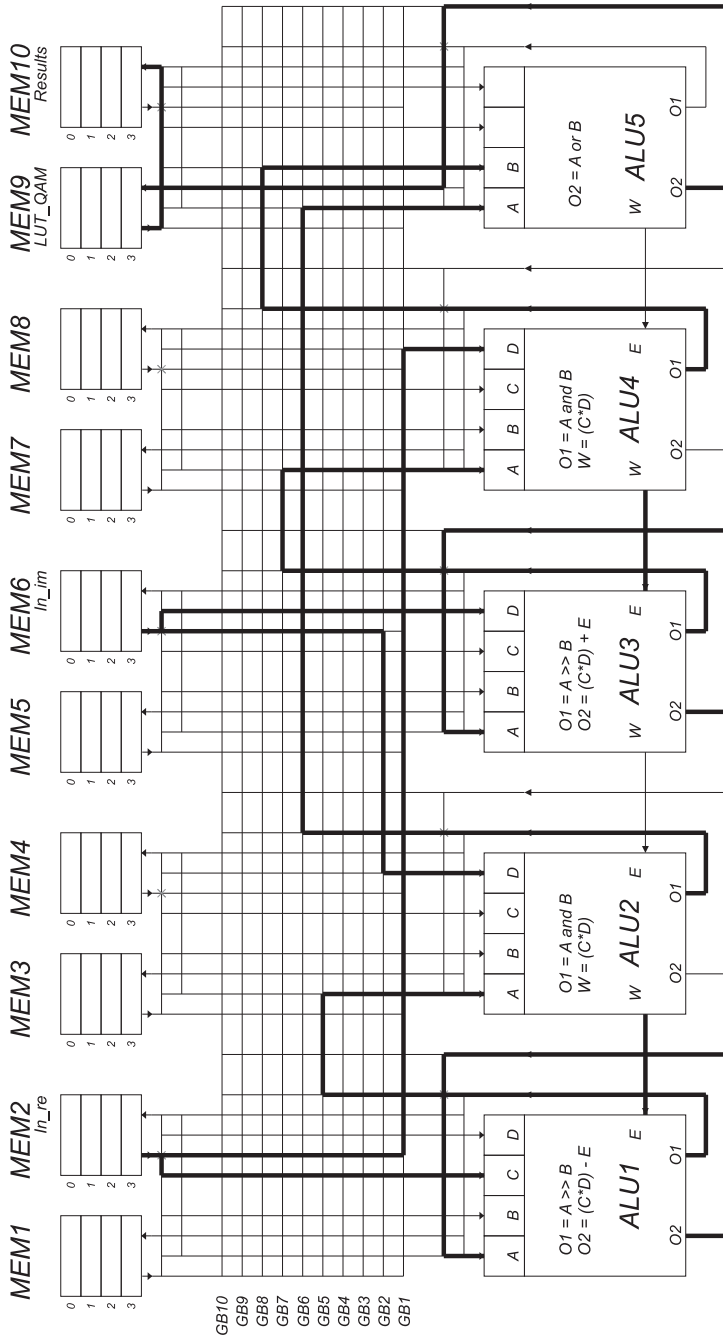 MEM1
MEM2
In_re
MEM3
MEM4
MEM5
MEM6
In_im
MEM7
MEM8
MEM9
LUT_QAM
MEM10
Results
0 0 0 0 0 0 0 0 0 0
1 1 1 1 1 1 1 1 1 1
2 2 2 2 2 2 2 2 2 2
3 3 3 3 3 3 3 3 3 3
GB10
GB9
GB8
GB7
GB6
GB5
GB4
GB3
GB2
GB1
A B C D
O1 = A >> B
O2 = (C*D) - E
ALU1
E
O2 O1
A B C D
O1 = A and B
W = (C*D)
W ALU2 E
O2 O1
A B C D
O1 = A >> B
O2 = (C*D) + E
W ALU3 E
O2 O1
A B C D
O1 = A and B
W = (C*D)
W ALU4 E
O2 O1
A B
O2 = A or B
W ALU5
O2 O1